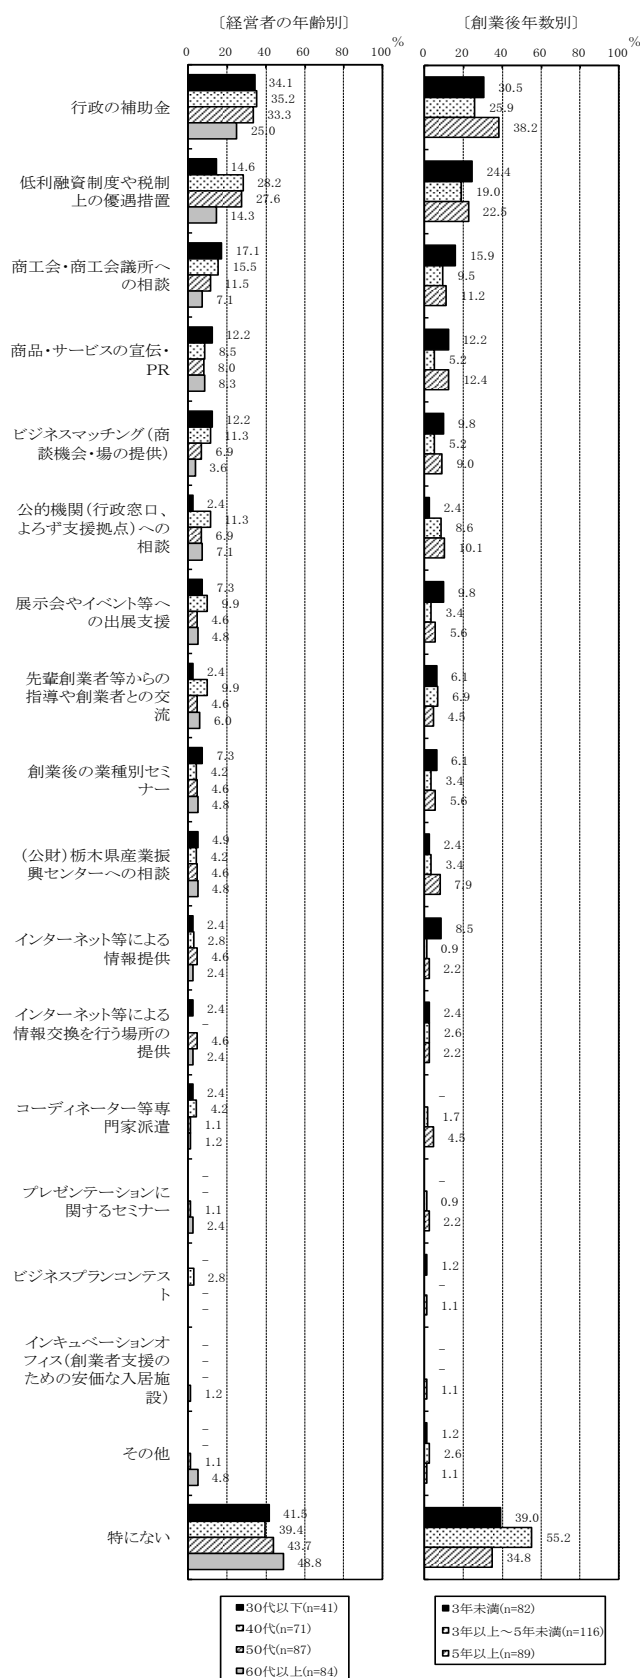 〔経営者の年齢別〕
〔創業後年数別〕
0 20 40 60 80 100 %
0 20 40 60 80 100 %
行政の補助金
34.1
35.2
33.3
25.0
30.5
25.9
38.2
低利融資制度や税制
上の優遇措置
14.6
28.2
27.6
14.3
24.4
19.0
22.5
商工会・商工会議所へ
の相談
17.1
15.5
11.5
7.1
15.9
9.5
11.2
商品・サービスの宣伝・
PR
12.2
8.5
8.0
8.3
12.2
5.2
12.4
ビジネスマッチング(商
談機会・場の提供)
12.2
11.3
6.9
3.6
9.8
5.2
9.0
公的機関(行政窓口、
よろず支援拠点)への
相談
2.4
11.3
6.9
7.1
2.4
8.6
10.1
展示会やイベント等へ
の出展支援
7.3
9.9
4.6
4.8
9.8
3.4
5.6
先輩創業者等からの
指導や創業者との交
流
2.4
9.9
4.6
6.0
6.1
6.9
4.5
創業後の業種別セミ
ナー
7.3
4.2
4.6
4.8
6.1
3.4
5.6
(公財)栃木県産業振
興センターへの相談
4.9
4.2
4.6
4.8
2.4
3.4
7.9
インターネット等による
情報提供
2.4
2.8
4.6
2.4
8.5
0.9
2.2
インターネット等による
情報交換を行う場所の
提供
2.4
-
4.6
2.4
2.4
2.6
2.2
コーディネーター等専
門家派遣
2.4
4.2
1.1
1.2
-
1.7
4.5
プレゼンテーションに
関するセミナー
-
-
1.1
2.4
-
0.9
2.2
ビジネスプランコンテス
ト
-
2.8
-
-
1.2
-
1.1
インキュベーションオ
フィス(創業者支援の
ための安価な入居施
設)
-
-
-
1.2
-
-
1.1
その他
-
-
1.1
4.8
1.2
2.6
1.1
特にない
41.5
39.4
43.7
48.8
39.0
55.2
34.8
30代以下(n=41)
40代(n=71)
50代(n=87)
60代以上(n=84)
3年未満(n=82)
3年以上～5年未満(n=116)
5年以上(n=89)